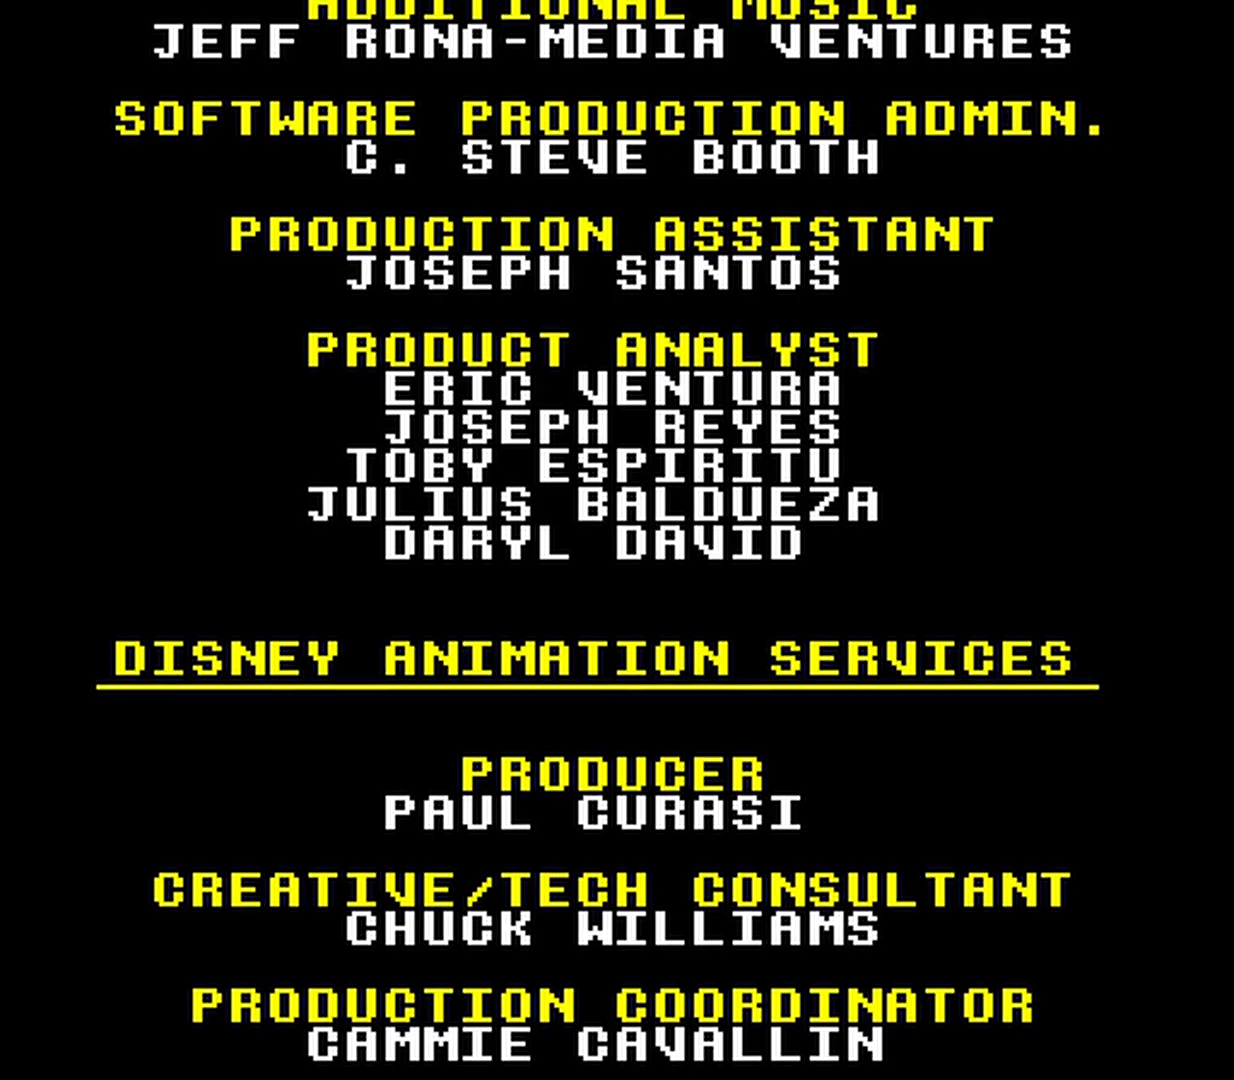 ADDITIONAL MUSIC
JEFF RONA-MEDIA VENTURES
SOFTWARE PRODUCTION ADMIN.
C. STEVE BOOTH
PRODUCTION ASSISTANT
JOSEPH SANTOS
PRODUCT ANALYST
ERIC VENTURA
JOSEPH REYES
TOBY ESPIRITU
JULIUS BALDUEZA
DARYL DAVID
DISNEY ANIMATION SERVICES
PRODUCER
PAUL CURASI
CREATIVE/TECH CONSULTANT
CHUCK WILLIAMS
PRODUCTION COORDINATOR
CAMMIE CAVALLIN